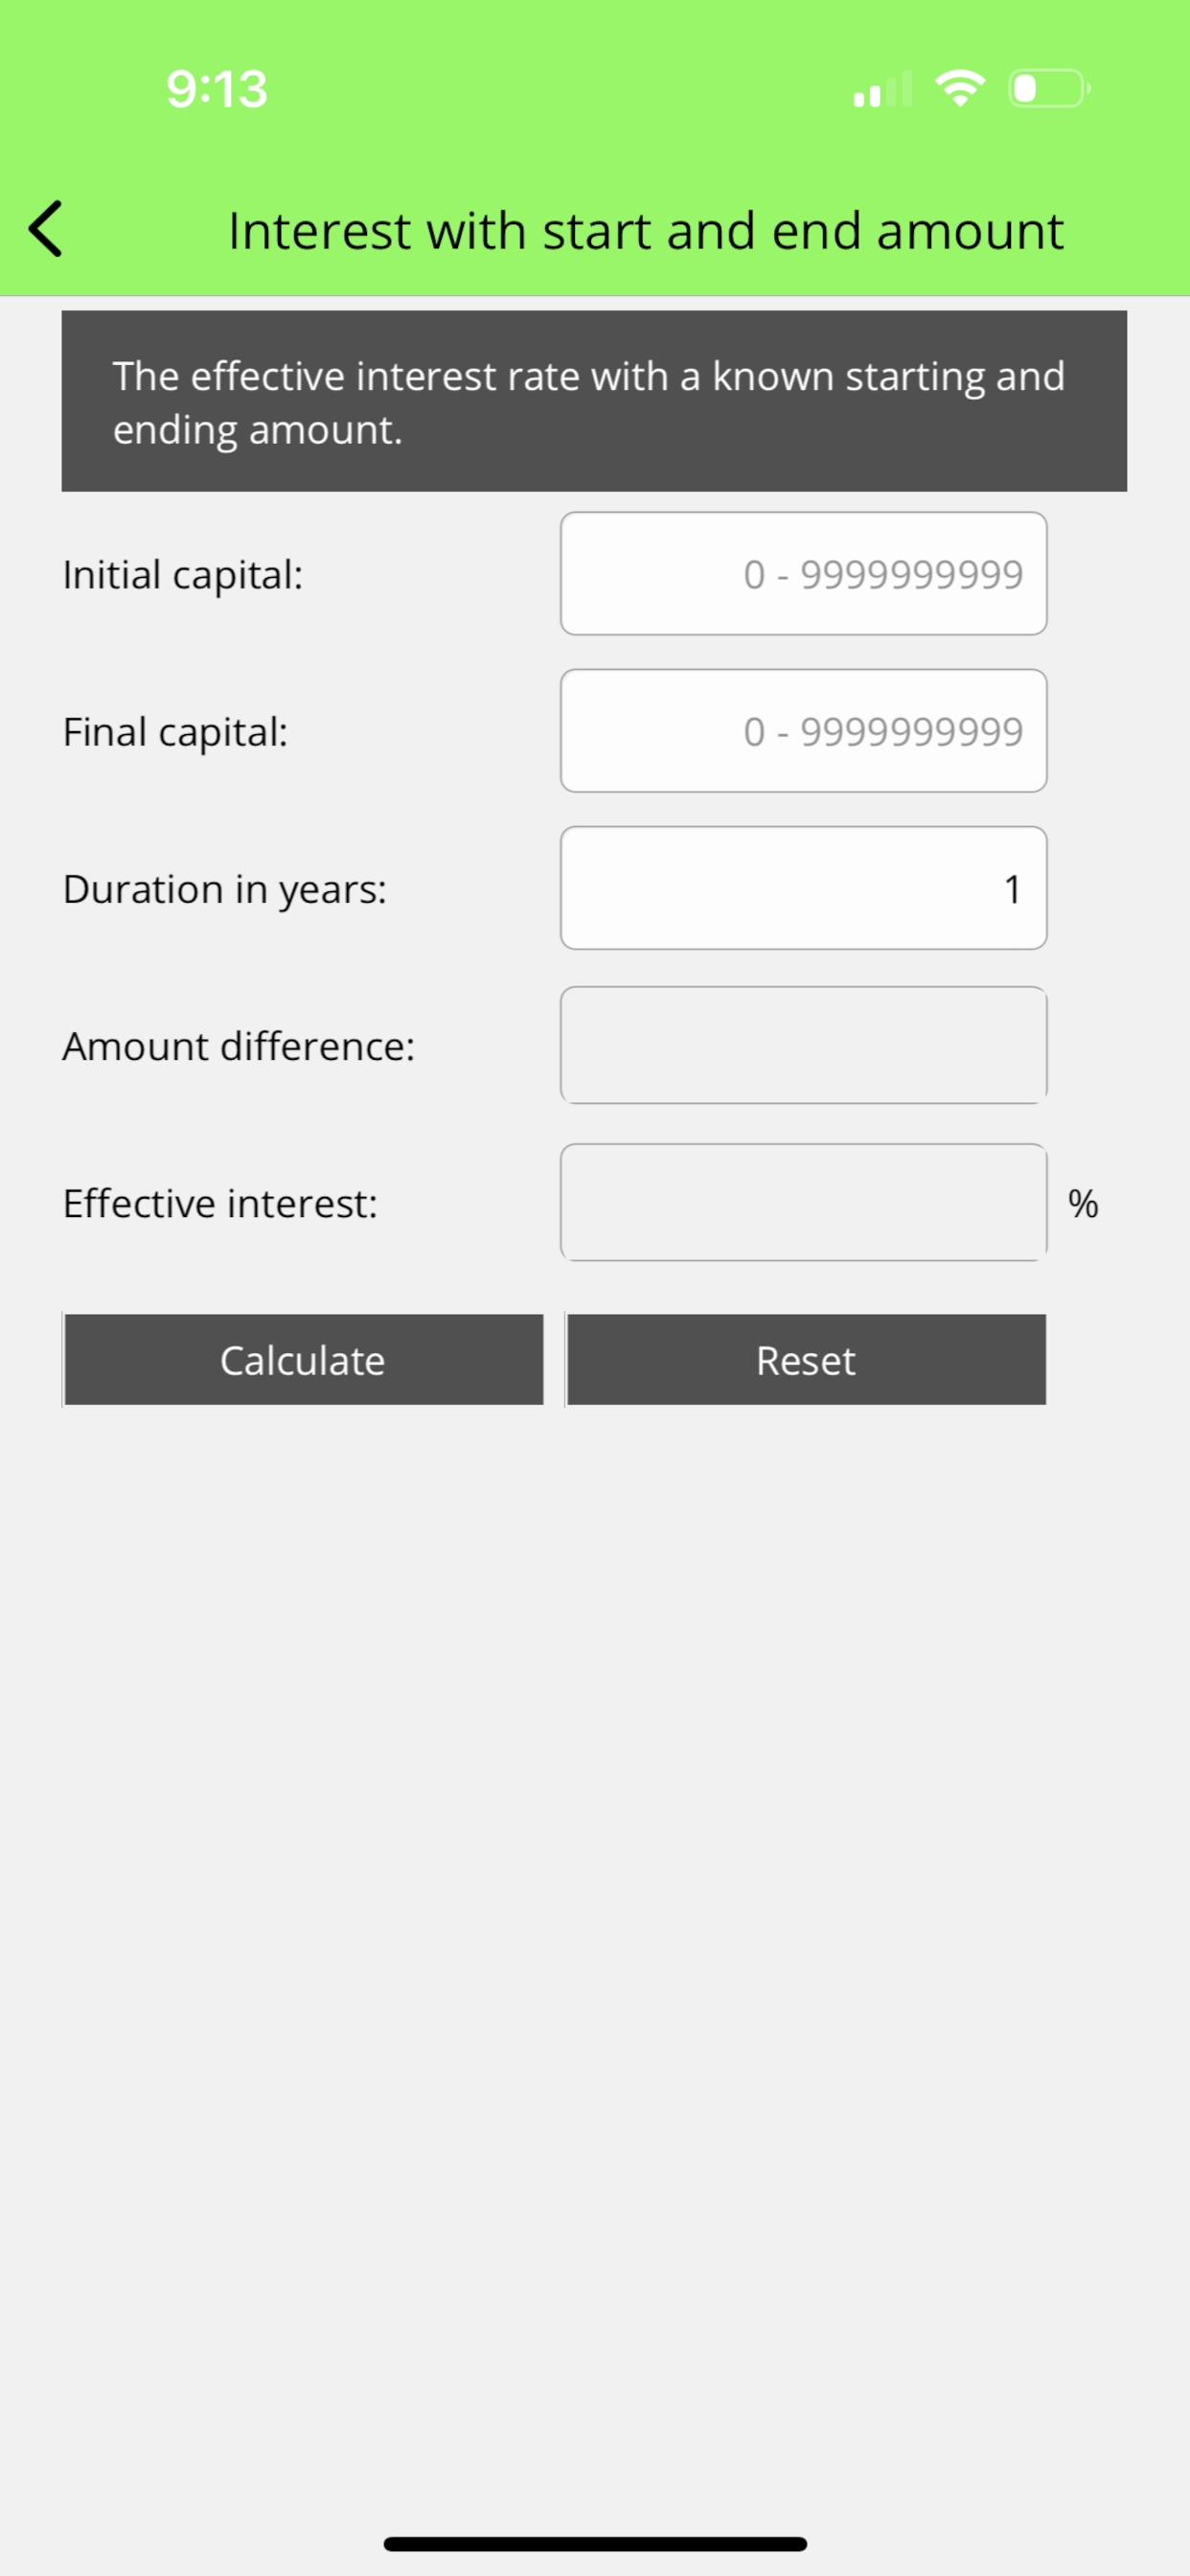 9:13
Interest with start and end amount
The effective interest rate with a known starting and
ending amount.
Initial capital: 0 - 9999999999
Final capital: 0 - 9999999999
Duration in years: 1
Amount difference:
Effective interest: %
Calculate Reset